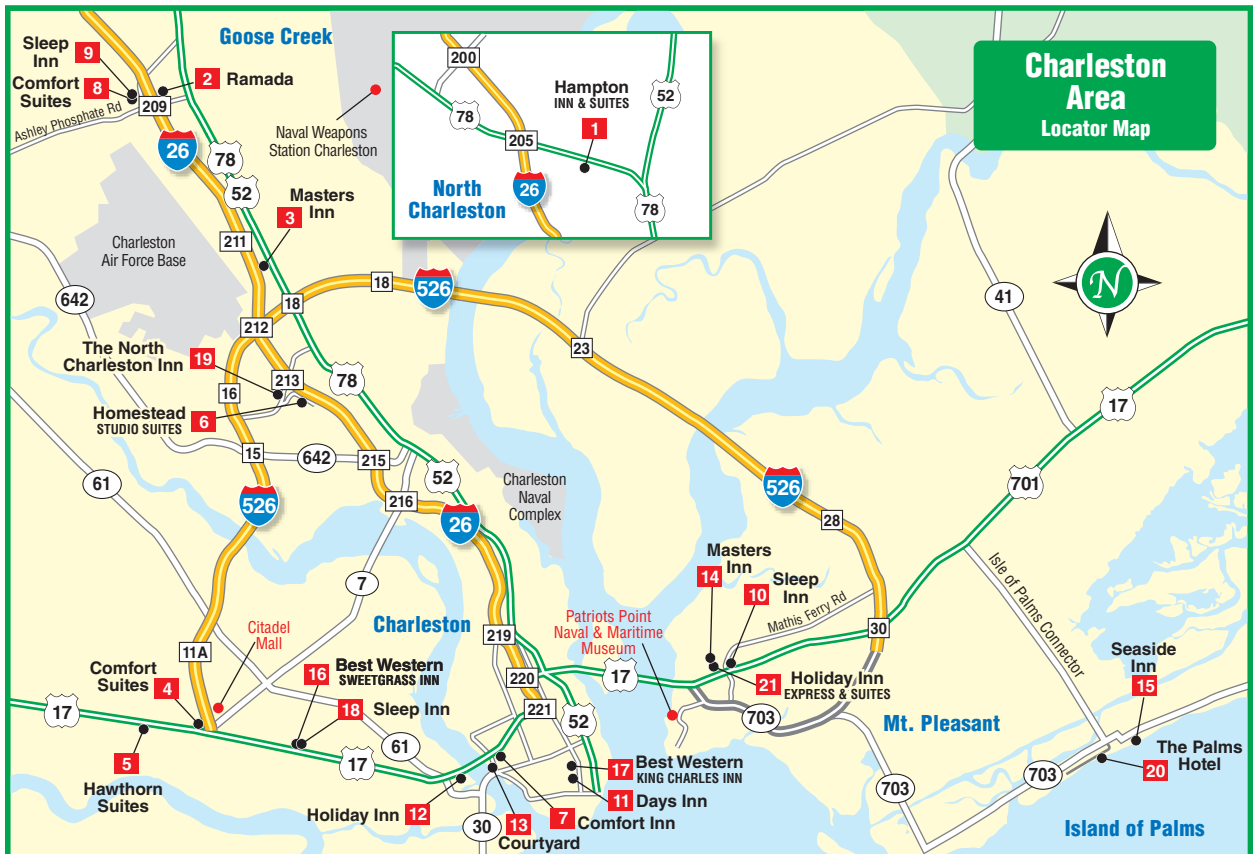 Charleston
Area
Locator Map
Goose Creek
Sleep
Inn
9
Comfort
Suites
8
2
Ramada
209
Ashley Phosphate Rd
26
78
52
Naval Weapons
Station Charleston
200
78
205
Hampton
INN & SUITES
1
52
North
Charleston
26
78
Masters
Inn
3
211
Charleston
Air Force Base
642
18
18
526
212
The North
Charleston Inn
19
213
78
16
Homestead
STUDIO SUITES
6
23
41
17
15
642
215
61
52
701
526
216
26
Charleston
Naval
Complex
526
28
7
Masters
Inn
14
Sleep
Inn
10
Mathis Ferry Rd
Isle of Palms Connector
Charleston
Patriots Point
Naval & Maritime
Museum
219
30
Citadel
Mall
11A
Comfort
Suites
4
16
Best Western
SWEETGRASS INN
220
17
21
Holiday Inn
EXPRESS & SUITES
Seaside
Inn
15
17
18
Sleep Inn
221
52
703
Mt. Pleasant
61
17
5
Hawthorn
Suites
17
Best Western
KING CHARLES INN
The Palms
Hotel
20
703
703
11
Days Inn
Holiday Inn
12
30
13
Courtyard
7
Comfort Inn
Island of Palms
N